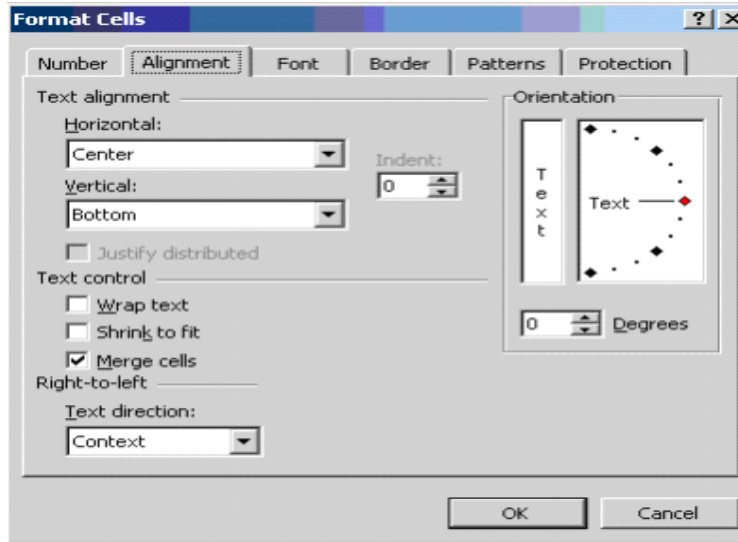 Format Cells
Number Alignment Font Border Patterns Protection
Text alignment
Horizontal:
Center
Indent:
0
Vertical:
Bottom
Justify distributed
Text control
Wrap text
Shrink to fit
Merge cells
Right-to-left
Text direction:
Context
Orientation
Text
Text
0 Degrees
OK Cancel